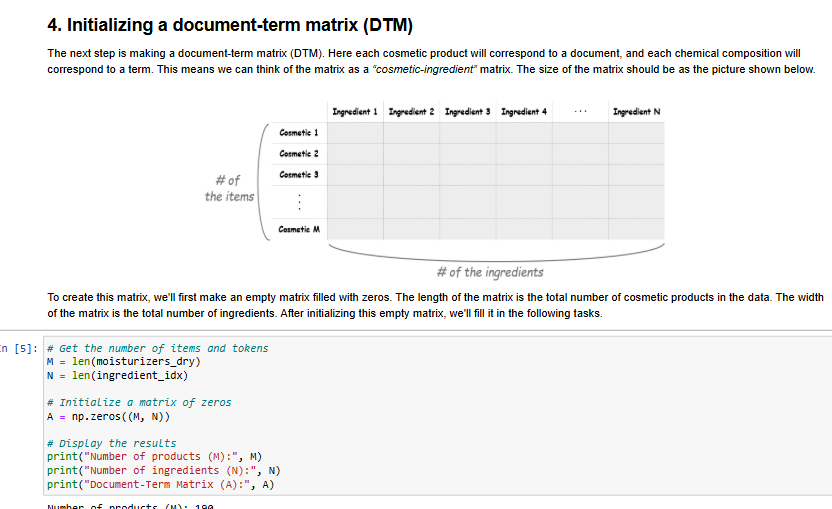 4. Initializing a document-term matrix (DTM)
The next step is making a document-term matrix (DTM). Here each cosmetic product will correspond to a document, and each chemical composition will
correspond to a term. This means we can think of the matrix as a “cosmetic-ingredient” matrix. The size of the matrix should be as the picture shown below.
Ingredient 1 Ingredient 2 Ingredient 3 Ingredient 4 ... Ingredient N
Cosmetic 1
Cosmetic 2
Cosmetic 3
# of
the items
⋮
Cosmetic M
# of the ingredients
To create this matrix, we'll first make an empty matrix filled with zeros. The length of the matrix is the total number of cosmetic products in the data. The width
of the matrix is the total number of ingredients. After initializing this empty matrix, we'll fill it in the following tasks.
n [5]: # Get the number of items and tokens
M = len(moisturizers_dry)
N = len(ingredient_idx)
# Initialize a matrix of zeros
A = np.zeros((M, N))
# Display the results
print("Number of products (M):", M)
print("Number of ingredients (N):", N)
print("Document-Term Matrix (A):", A)
Number of products (M): 190